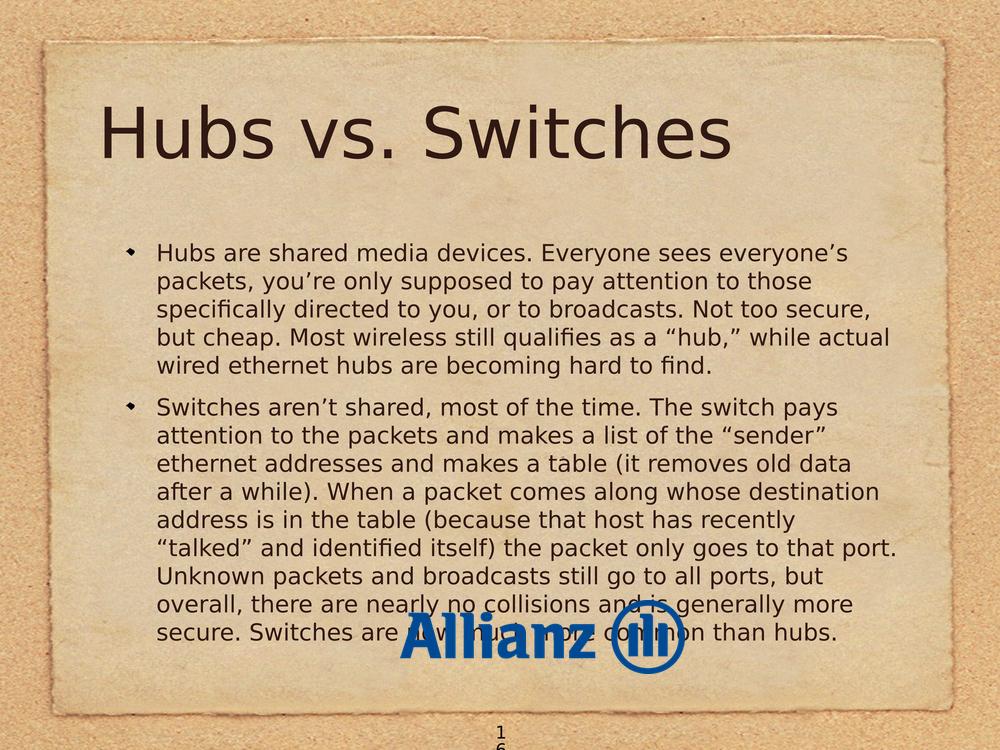 Hubs vs. Switches
Hubs are shared media devices. Everyone sees everyone’s
packets, you’re only supposed to pay attention to those
specifically directed to you, or to broadcasts. Not too secure,
but cheap. Most wireless still qualifies as a “hub,” while actual
wired ethernet hubs are becoming hard to find.
Switches aren’t shared, most of the time. The switch pays
attention to the packets and makes a list of the “sender”
ethernet addresses and makes a table (it removes old data
after a while). When a packet comes along whose destination
address is in the table (because that host has recently
“talked” and identified itself) the packet only goes to that port.
Unknown packets and broadcasts still go to all ports, but
overall, there are nearly no collisions and is generally more
secure. Switches are now much more common than hubs.
Allianz
1
6